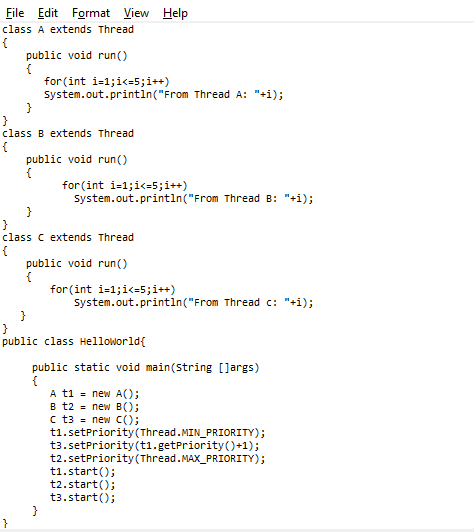 File Edit Format View Help
class A extends Thread
{
    public void run()
    {
       for(int i=1;i<=5;i++)
       System.out.println("From Thread A: "+i);
    }
}
class B extends Thread
{
    public void run()
    {
          for(int i=1;i<=5;i++)
            System.out.println("From Thread B: "+i);
    }
}
class C extends Thread
{
    public void run()
    {
        for(int i=1;i<=5;i++)
            System.out.println("From Thread c: "+i);
   }
}
public class HelloWorld{

     public static void main(String []args)
     {
        A t1 = new A();
        B t2 = new B();
        C t3 = new C();
        t1.setPriority(Thread.MIN_PRIORITY);
        t3.setPriority(t1.getPriority()+1);
        t2.setPriority(Thread.MAX_PRIORITY);
        t1.start();
        t2.start();
        t3.start();
     }
}